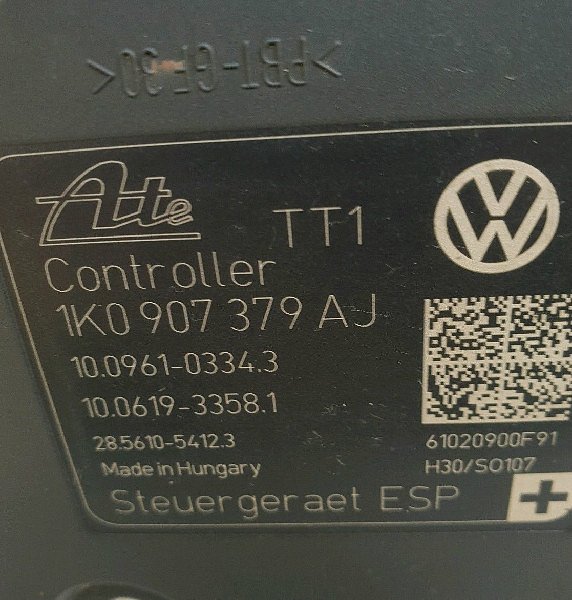 >PBT-GF30<
Ate
TT1
VW
Controller
1K0 907 379 AJ
10.0961-0334.3
10.0619-3358.1
28.5610-5412.3
61020900F91
Made in Hungary
H30/SO107
Steuergeraet ESP